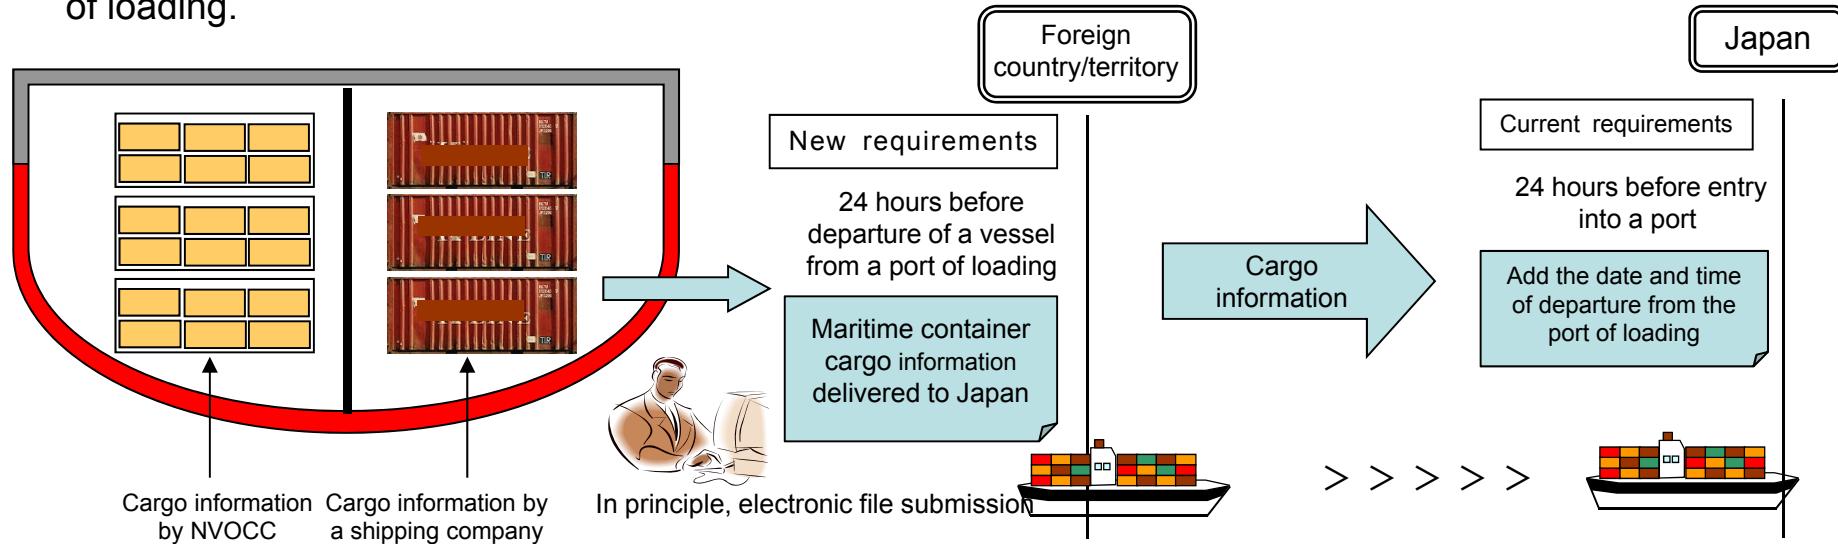 of loading.
Foreign
country/territory
Japan
New requirements
Current requirements
24 hours before
departure of a vessel
from a port of loading
24 hours before entry
into a port
Cargo
information
Maritime container
cargo information
delivered to Japan
Add the date and time
of departure from the
port of loading
Cargo information
by NVOCC
Cargo information by
a shipping company
In principle, electronic file submission
> > > > >